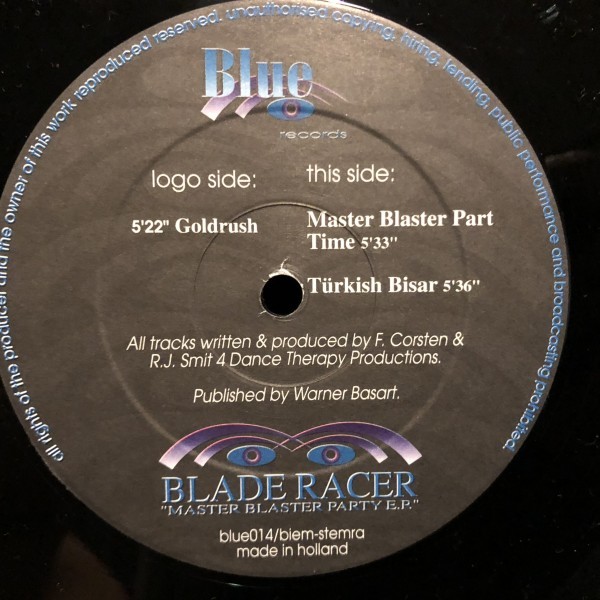 all rights of the producer and the owner of this work reproduced reserved. unauthorised copying, hiring, lending, public performance and broadcasting prohibited.
Blue
records
logo side:
this side:
5'22" Goldrush
Master Blaster Part
Time 5'33"
Türkish Bisar 5'36"
All tracks written & produced by F. Corsten &
R.J. Smit 4 Dance Therapy Productions.
Published by Warner Basart.
BLADE RACER
"MASTER BLASTER PARTY E.P."
blue014/biem-stemra
made in holland